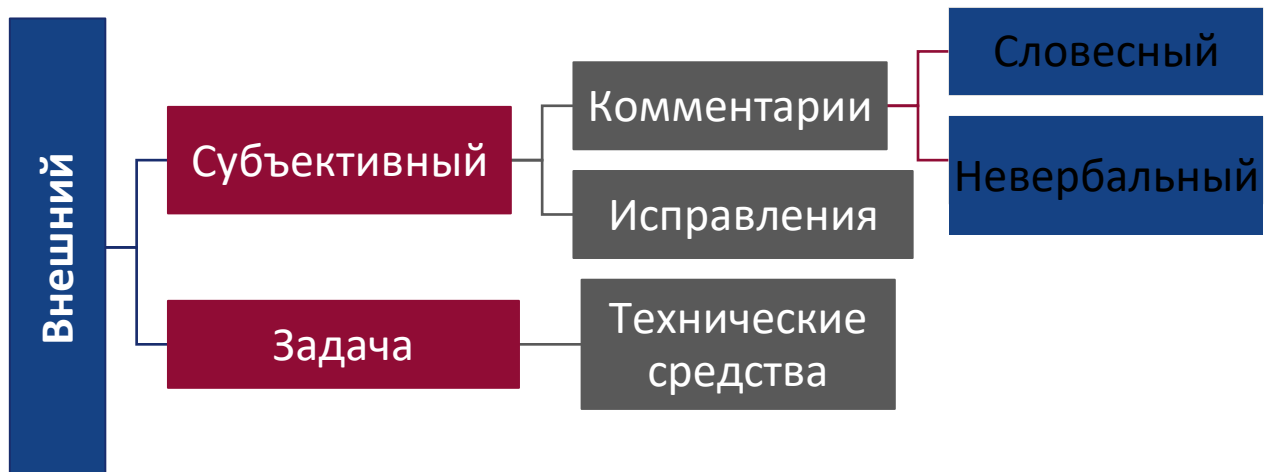 Внешний
Субъективный
Комментарии
Словесный
Невербальный
Исправления
Задача
Технические
средства